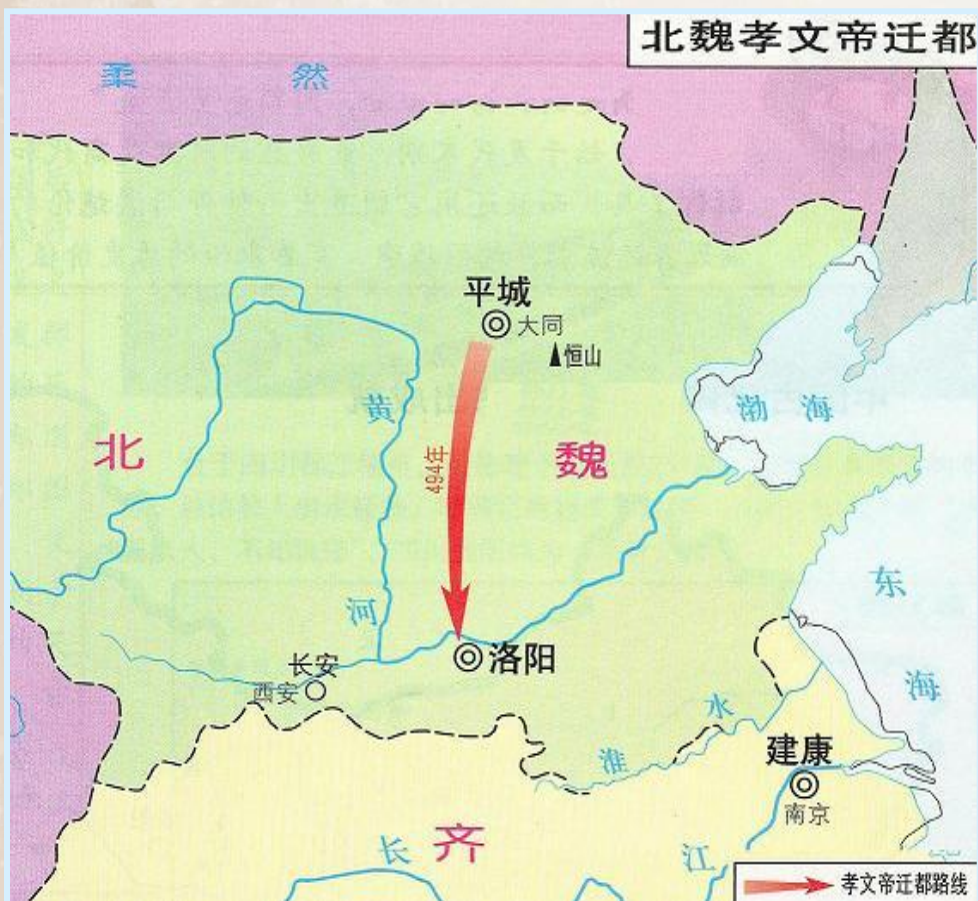 北魏孝文帝迁都
柔然
平城
大同
恒山
黄河
494年
北魏
渤海
东海
洛阳
长安
西安
淮水
建康
南京
齐
长江
孝文帝迁都路线